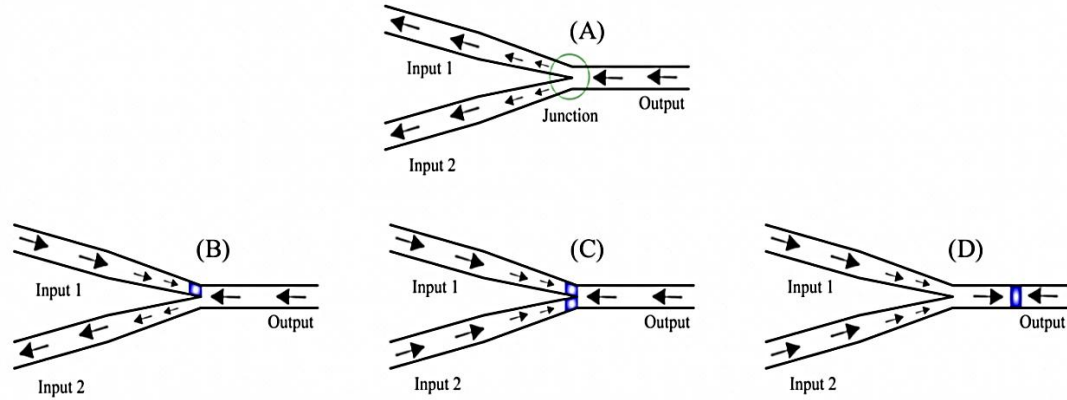 (A)
Input 1
Output
Junction
Input 2
(B)
Input 1
Output
Input 2
(C)
Input 1
Output
Input 2
(D)
Input 1
Output
Input 2